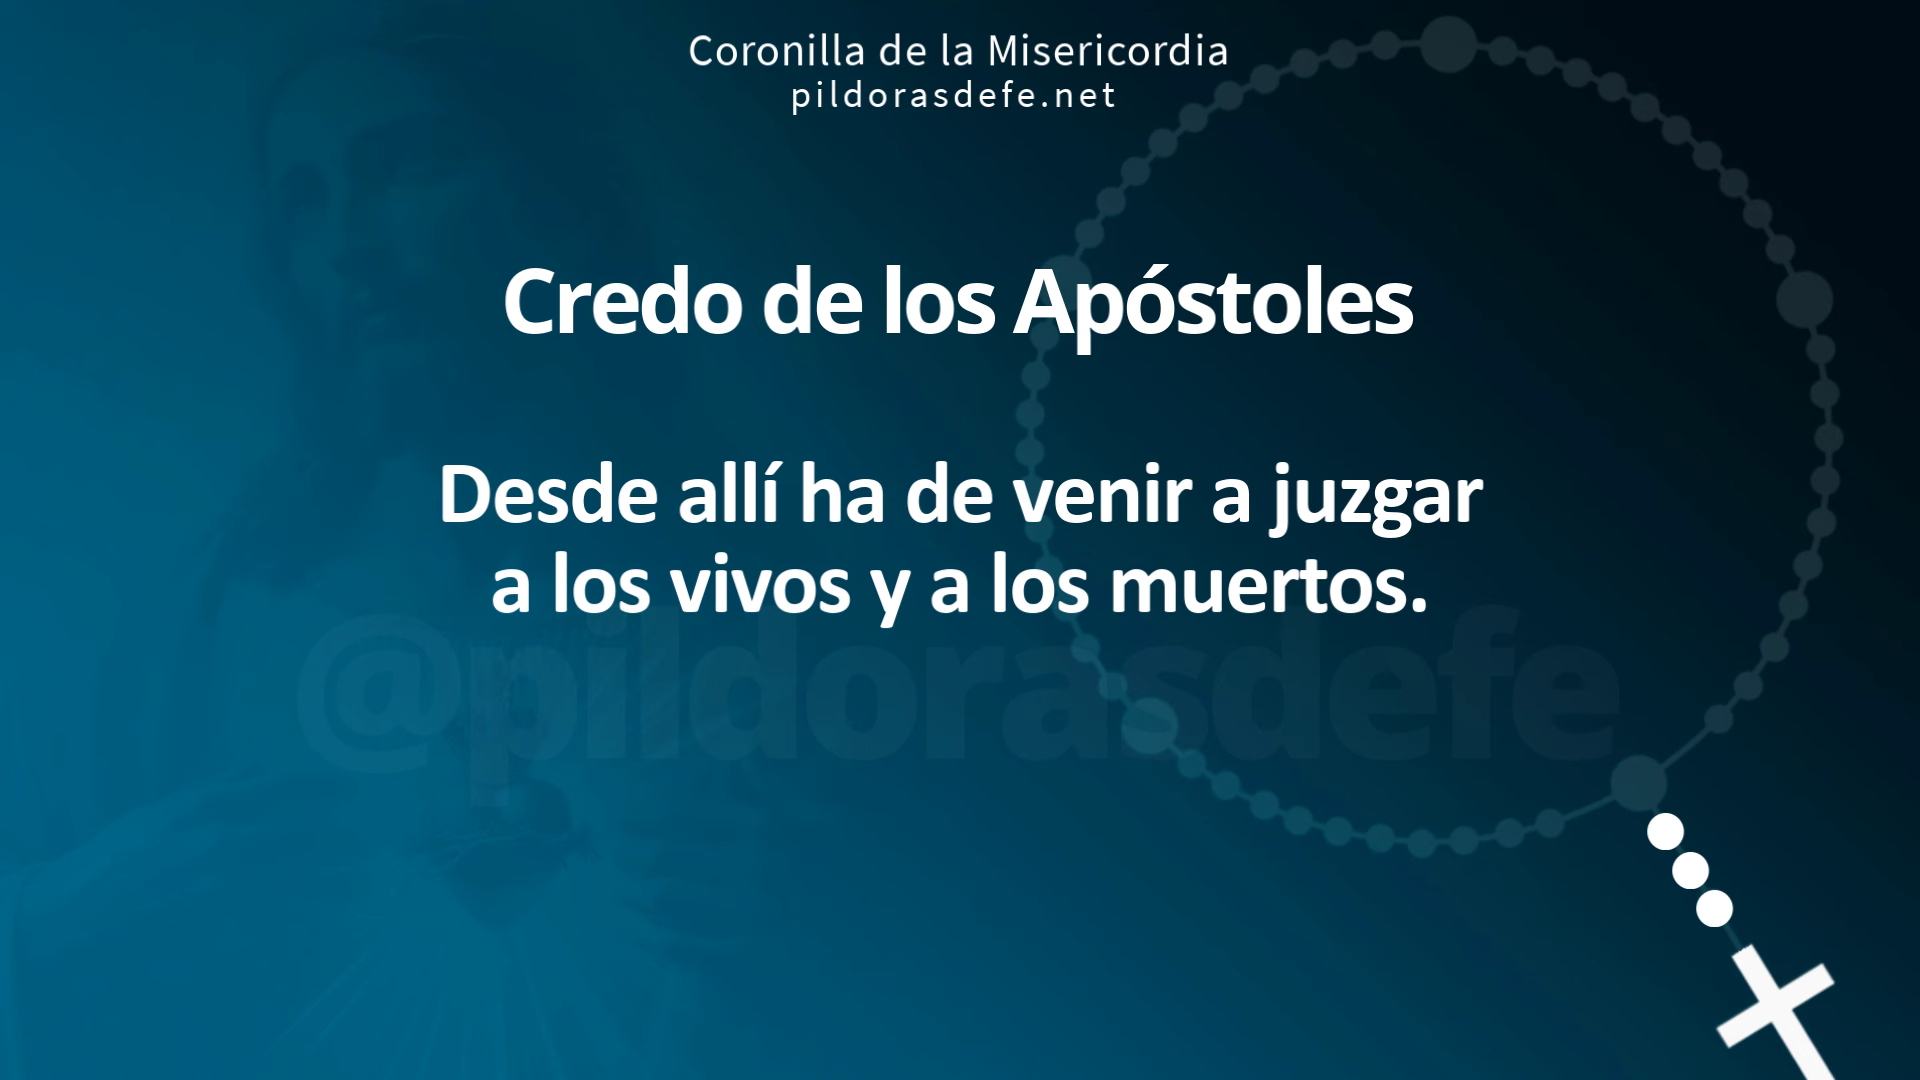 Coronilla de la Misericordia
pildorasdefe.net
Credo de los Apóstoles
Desde allí ha de venir a juzgar
a los vivos y a los muertos.
@pildorasdefe